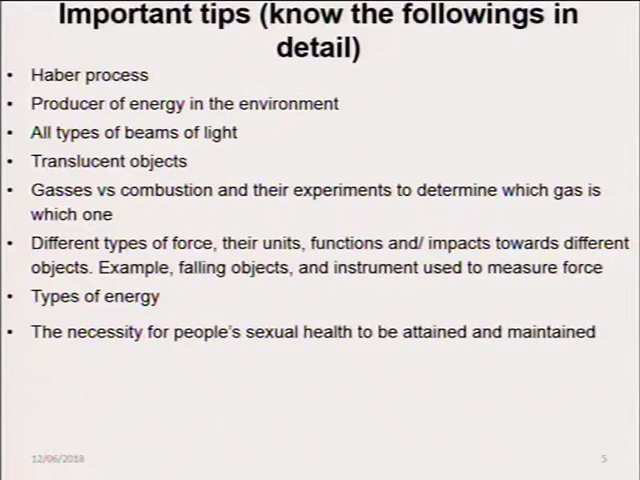 Important tips (know the followings in
detail)
• Haber process
• Producer of energy in the environment
• All types of beams of light
• Translucent objects
• Gasses vs combustion and their experiments to determine which gas is
which one
• Different types of force, their units, functions and/ impacts towards different
objects. Example, falling objects, and instrument used to measure force
• Types of energy
• The necessity for people's sexual health to be attained and maintained
12/06/2018
5